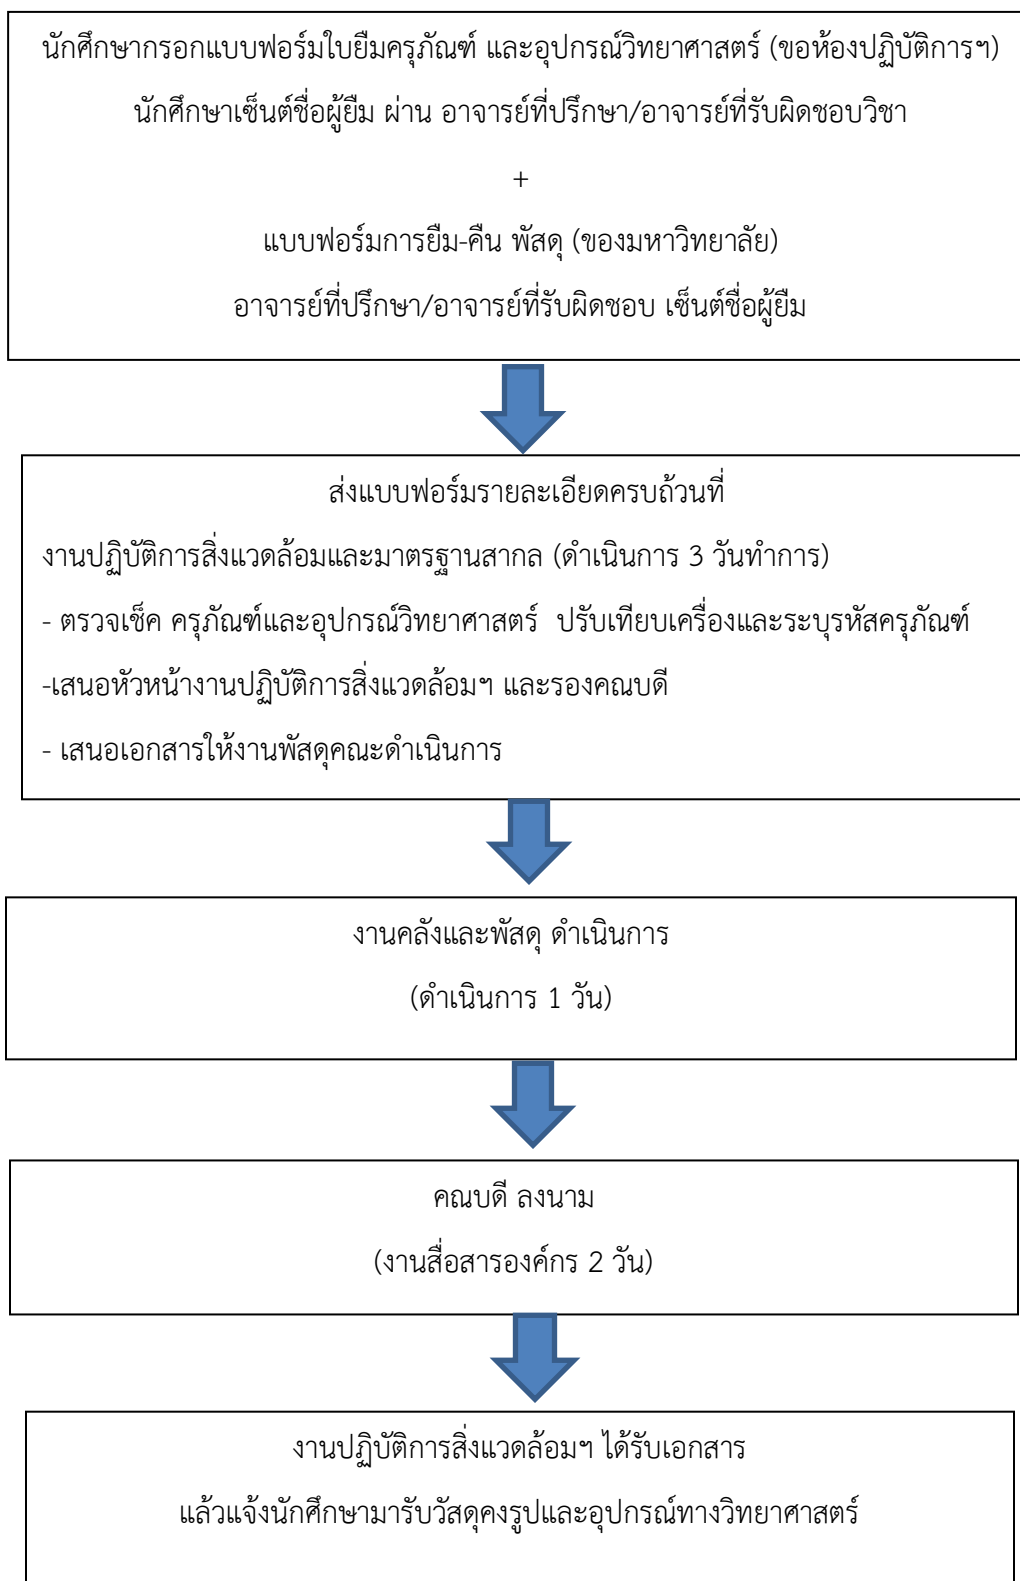 นักศึกษากรอกแบบฟอร์มใบยืมครุภัณฑ์ และอุปกรณ์วิทยาศาสตร์ (ขอห้องปฏิบัติการฯ)
นักศึกษาเซ็นต์ชื่อผู้ยืม ผ่าน อาจารย์ที่ปรึกษา/อาจารย์ที่รับผิดชอบวิชา
+
แบบฟอร์มการยืม-คืน พัสดุ (ของมหาวิทยาลัย)
อาจารย์ที่ปรึกษา/อาจารย์ที่รับผิดชอบ เซ็นต์ชื่อผู้ยืม
ส่งแบบฟอร์มรายละเอียดครบถ้วนที่
งานปฏิบัติการสิ่งแวดล้อมและมาตรฐานสากล (ดำเนินการ 3 วันทำการ)
- ตรวจเช็ค ครุภัณฑ์และอุปกรณ์วิทยาศาสตร์  ปรับเทียบเครื่องและระบุรหัสครุภัณฑ์
-เสนอหัวหน้างานปฏิบัติการสิ่งแวดล้อมฯ และรองคณบดี
- เสนอเอกสารให้งานพัสดุคณะดำเนินการ
งานคลังและพัสดุ ดำเนินการ
(ดำเนินการ 1 วัน)
คณบดี ลงนาม
(งานสื่อสารองค์กร 2 วัน)
งานปฏิบัติการสิ่งแวดล้อมฯ ได้รับเอกสาร
แล้วแจ้งนักศึกษามารับวัสดุคงรูปและอุปกรณ์ทางวิทยาศาสตร์